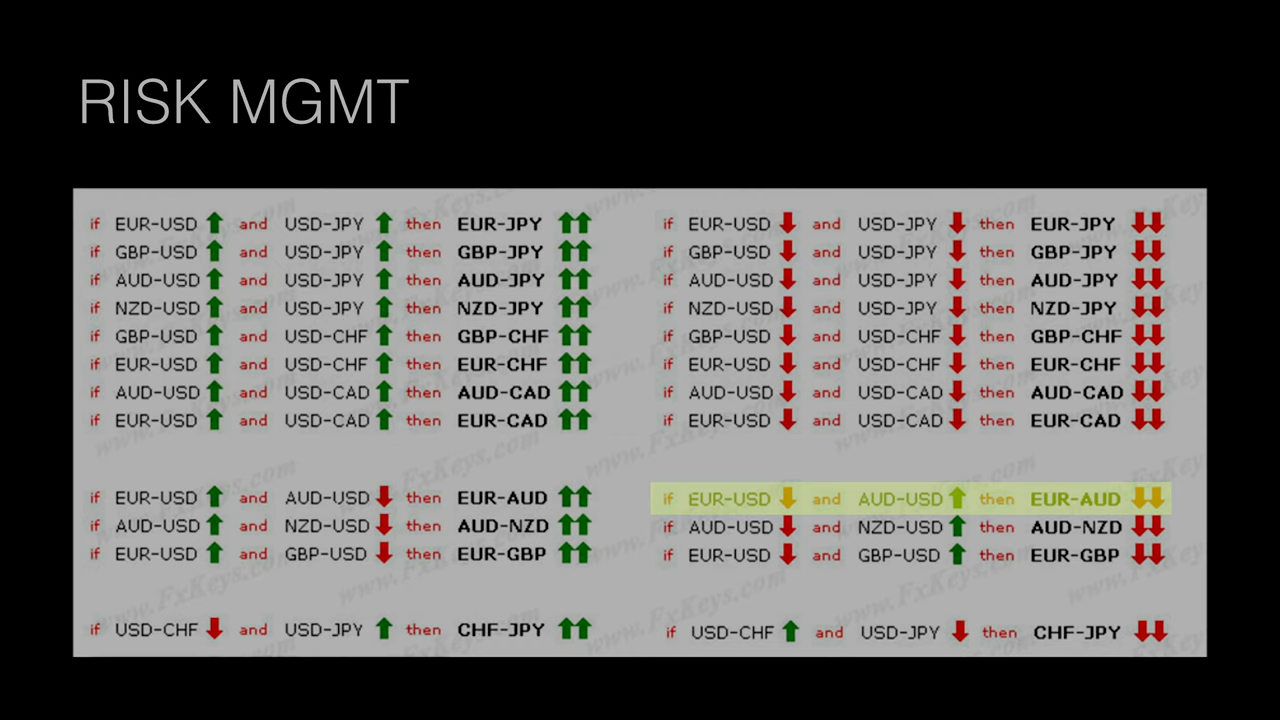 RISK MGMT
if EUR-USD ⬆ and USD-JPY ⬆ then EUR-JPY ⬆⬆
if GBP-USD ⬆ and USD-JPY ⬆ then GBP-JPY ⬆⬆
if AUD-USD ⬆ and USD-JPY ⬆ then AUD-JPY ⬆⬆
if NZD-USD ⬆ and USD-JPY ⬆ then NZD-JPY ⬆⬆
if GBP-USD ⬆ and USD-CHF ⬆ then GBP-CHF ⬆⬆
if EUR-USD ⬆ and USD-CHF ⬆ then EUR-CHF ⬆⬆
if AUD-USD ⬆ and USD-CAD ⬆ then AUD-CAD ⬆⬆
if EUR-USD ⬆ and USD-CAD ⬆ then EUR-CAD ⬆⬆
if EUR-USD ⬆ and AUD-USD ⬇ then EUR-AUD ⬆⬆
if AUD-USD ⬆ and NZD-USD ⬇ then AUD-NZD ⬆⬆
if EUR-USD ⬆ and GBP-USD ⬇ then EUR-GBP ⬆⬆
if USD-CHF ⬇ and USD-JPY ⬆ then CHF-JPY ⬆⬆
if EUR-USD ⬇ and USD-JPY ⬇ then EUR-JPY ⬇⬇
if GBP-USD ⬇ and USD-JPY ⬇ then GBP-JPY ⬇⬇
if AUD-USD ⬇ and USD-JPY ⬇ then AUD-JPY ⬇⬇
if NZD-USD ⬇ and USD-JPY ⬇ then NZD-JPY ⬇⬇
if GBP-USD ⬇ and USD-CHF ⬇ then GBP-CHF ⬇⬇
if EUR-USD ⬇ and USD-CHF ⬇ then EUR-CHF ⬇⬇
if AUD-USD ⬇ and USD-CAD ⬇ then AUD-CAD ⬇⬇
if EUR-USD ⬇ and USD-CAD ⬇ then EUR-CAD ⬇⬇
if EUR-USD ⬇ and AUD-USD ⬆ then EUR-AUD ⬇⬇
if AUD-USD ⬇ and NZD-USD ⬆ then AUD-NZD ⬇⬇
if EUR-USD ⬇ and GBP-USD ⬆ then EUR-GBP ⬇⬇
if USD-CHF ⬆ and USD-JPY ⬇ then CHF-JPY ⬇⬇
www.FxKeys.com